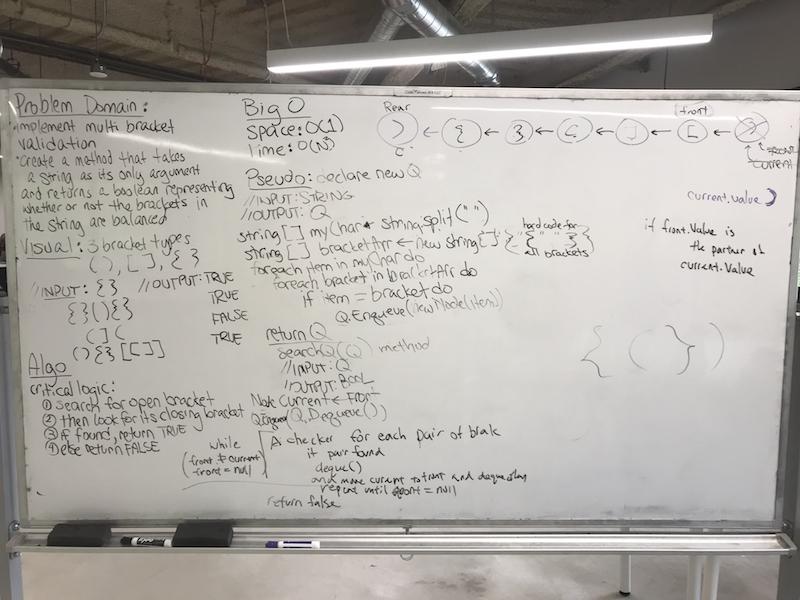 Problem Domain:
• Implement multi bracket
validation
• Create a method that takes
a string as its only argument
and returns a boolean representing
whether or not the brackets in
the string are balanced
Visual: 3 bracket types
( ), [ ], { }
//INPUT: { } //OUTPUT: TRUE
{ } ( ) { } TRUE
( ] ( FALSE
( ) { } [ [ ] ] TRUE
Algo
critical logic:
① search for open bracket
② then look for its closing bracket
③ if found, return TRUE
④ else return FALSE
Big O
space: O(1)
time: O(N)
Pseudo: declare new Q
//INPUT: STRING
//OUTPUT: Q
string[] myChar ← string.split(" ")
string[] bracketArr ← new String[]
{ hard code for
all brackets }
foreach item in myChar do
foreach bracket in bracketArr do
if item = bracket do
Q.Enqueue(new Node(item)
return Q
searchQ(Q) method
//INPUT: Q
//OUTPUT: BOOL
Node Current ← Front
Q.Enqueue(Q.Dequeue())
while
(front ≠ current
front = null)
A checker for each pair of brak
if pair found
deque()
and move current to front and deque
repeat until front = null
return false
Rear
front
CURRENT
current.value )
if front.Value is
the partner of
current.Value
{ ( } )